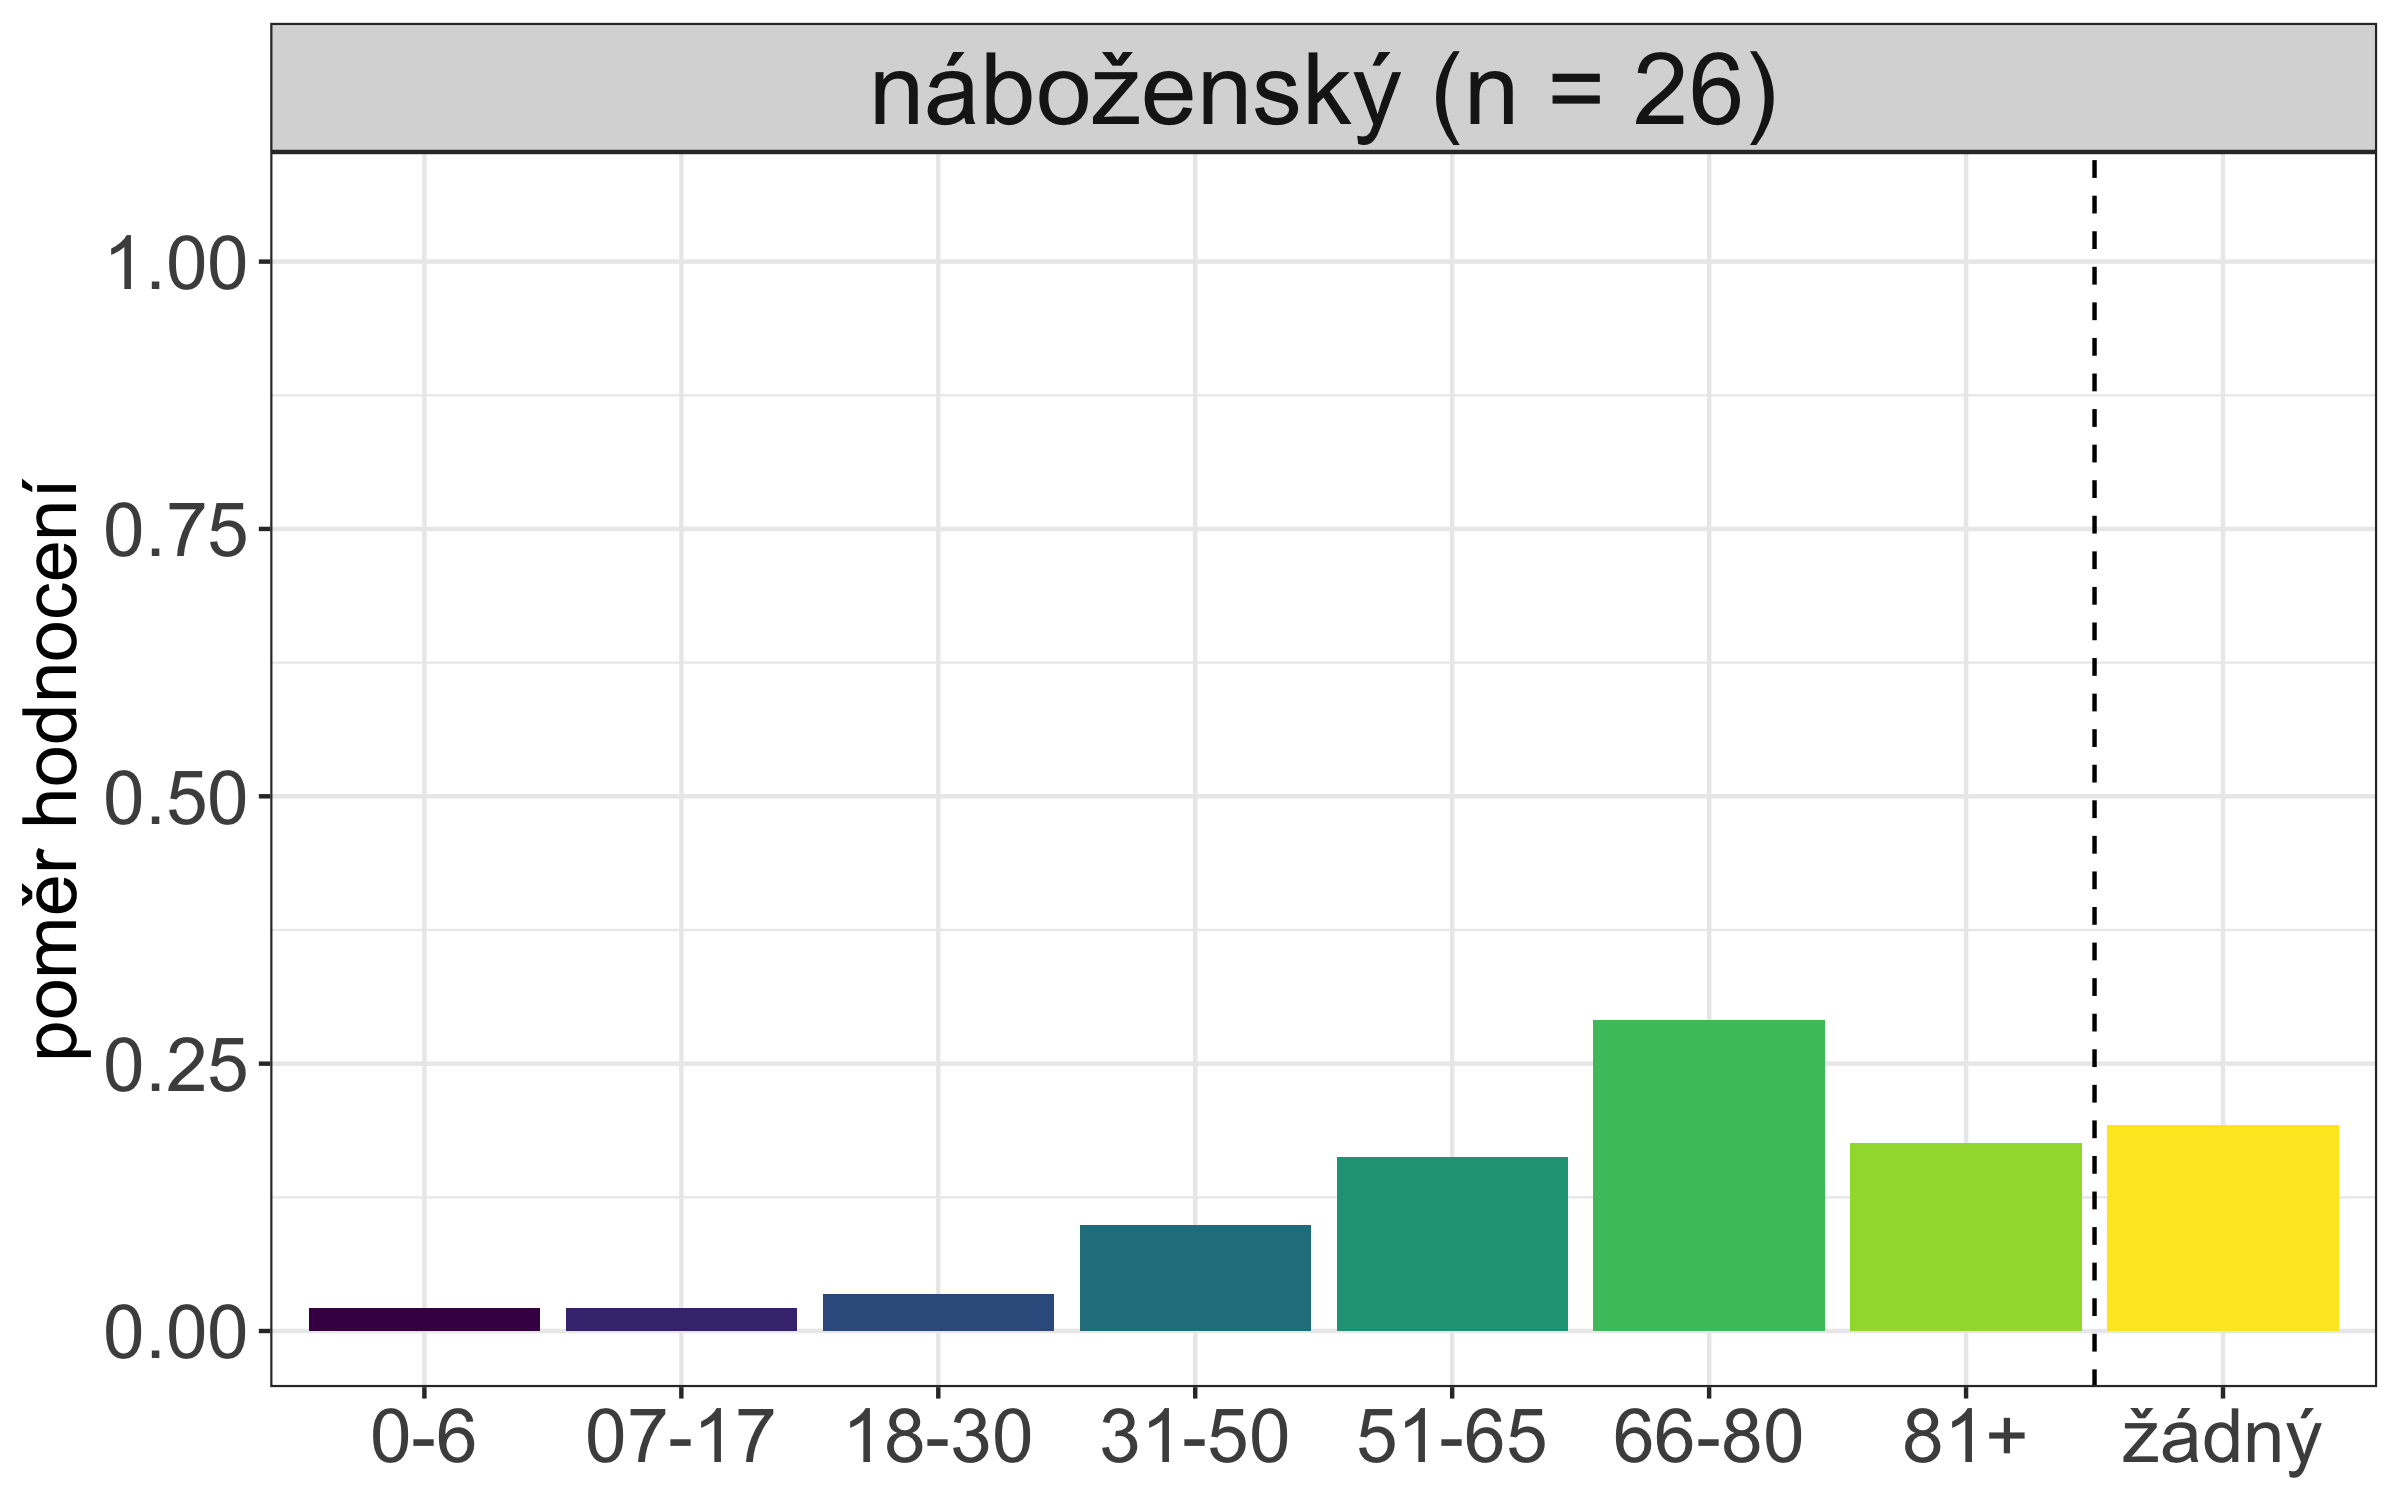 náboženský (n = 26)
poměr hodnocení
1.00
0.75
0.50
0.25
0.00
0-6 07-17 18-30 31-50 51-65 66-80 81+ žádný